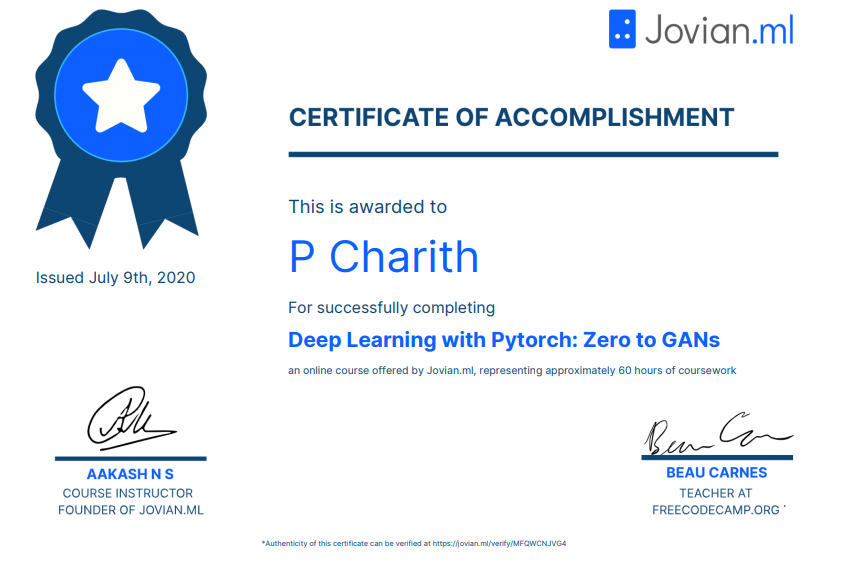 Jovian.ml
CERTIFICATE OF ACCOMPLISHMENT
This is awarded to
P Charith
Issued July 9th, 2020
For successfully completing
Deep Learning with Pytorch: Zero to GANs
an online course offered by Jovian.ml, representing approximately 60 hours of coursework
Beau Carnes
AAKASH N S
COURSE INSTRUCTOR
FOUNDER OF JOVIAN.ML
BEAU CARNES
TEACHER AT
FREECODECAMP.ORG
*Authenticity of this certificate can be verified at https://jovian.ml/verify/MFQWCNJVG4